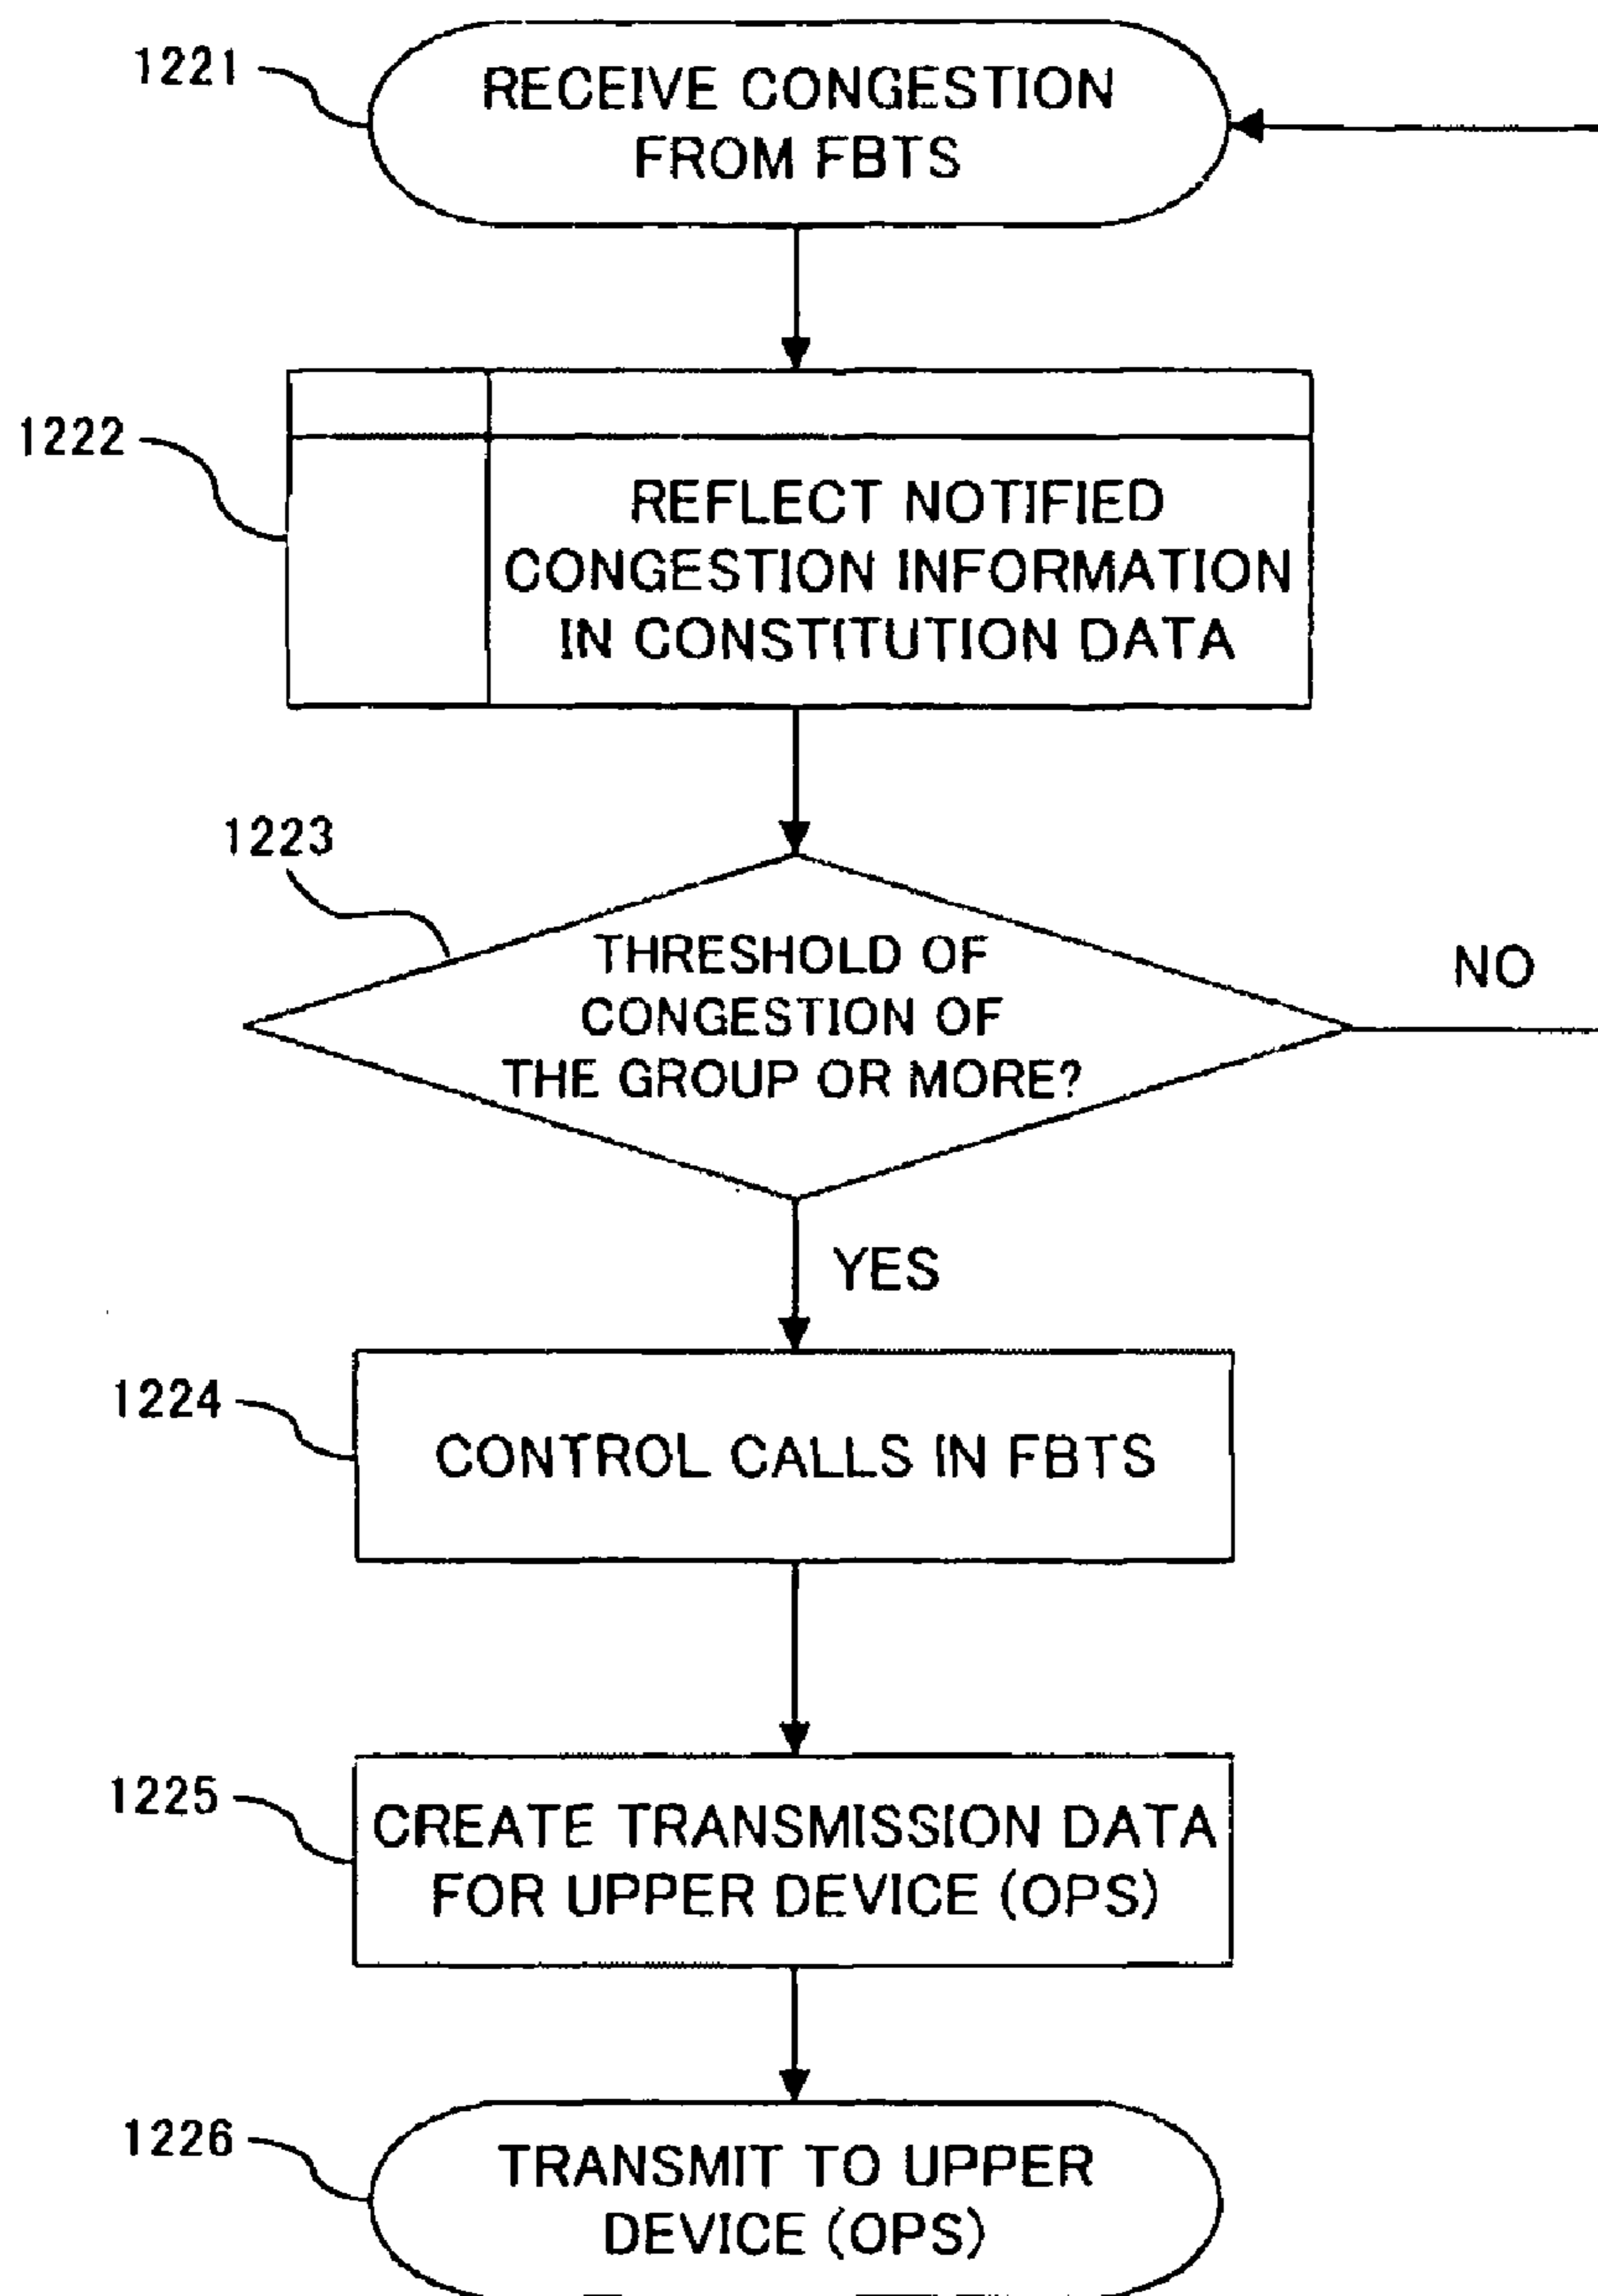 1221
RECEIVE CONGESTION
FROM FBTS
1222
REFLECT NOTIFIED
CONGESTION INFORMATION
IN CONSTITUTION DATA
1223
THRESHOLD OF
CONGESTION OF
THE GROUP OR MORE?
NO
YES
1224
CONTROL CALLS IN FBTS
1225
CREATE TRANSMISSION DATA
FOR UPPER DEVICE (OPS)
1226
TRANSMIT TO UPPER
DEVICE (OPS)